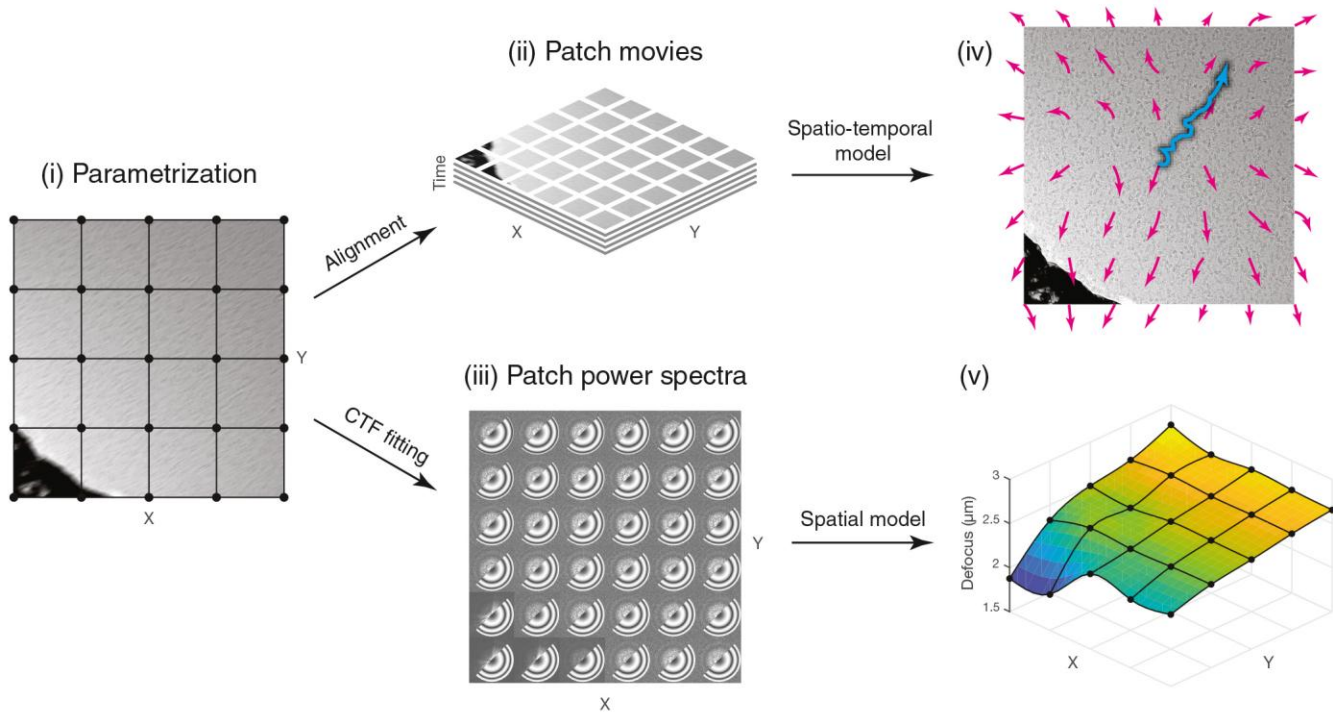 (i) Parametrization
Y
X
Alignment
CTF fitting
(ii) Patch movies
Time
X
Y
(iii) Patch power spectra
Y
X
Spatio-temporal
model
Spatial model
(iv)
(v)
3
2.5
2
1.5
Defocus (μm)
X
Y